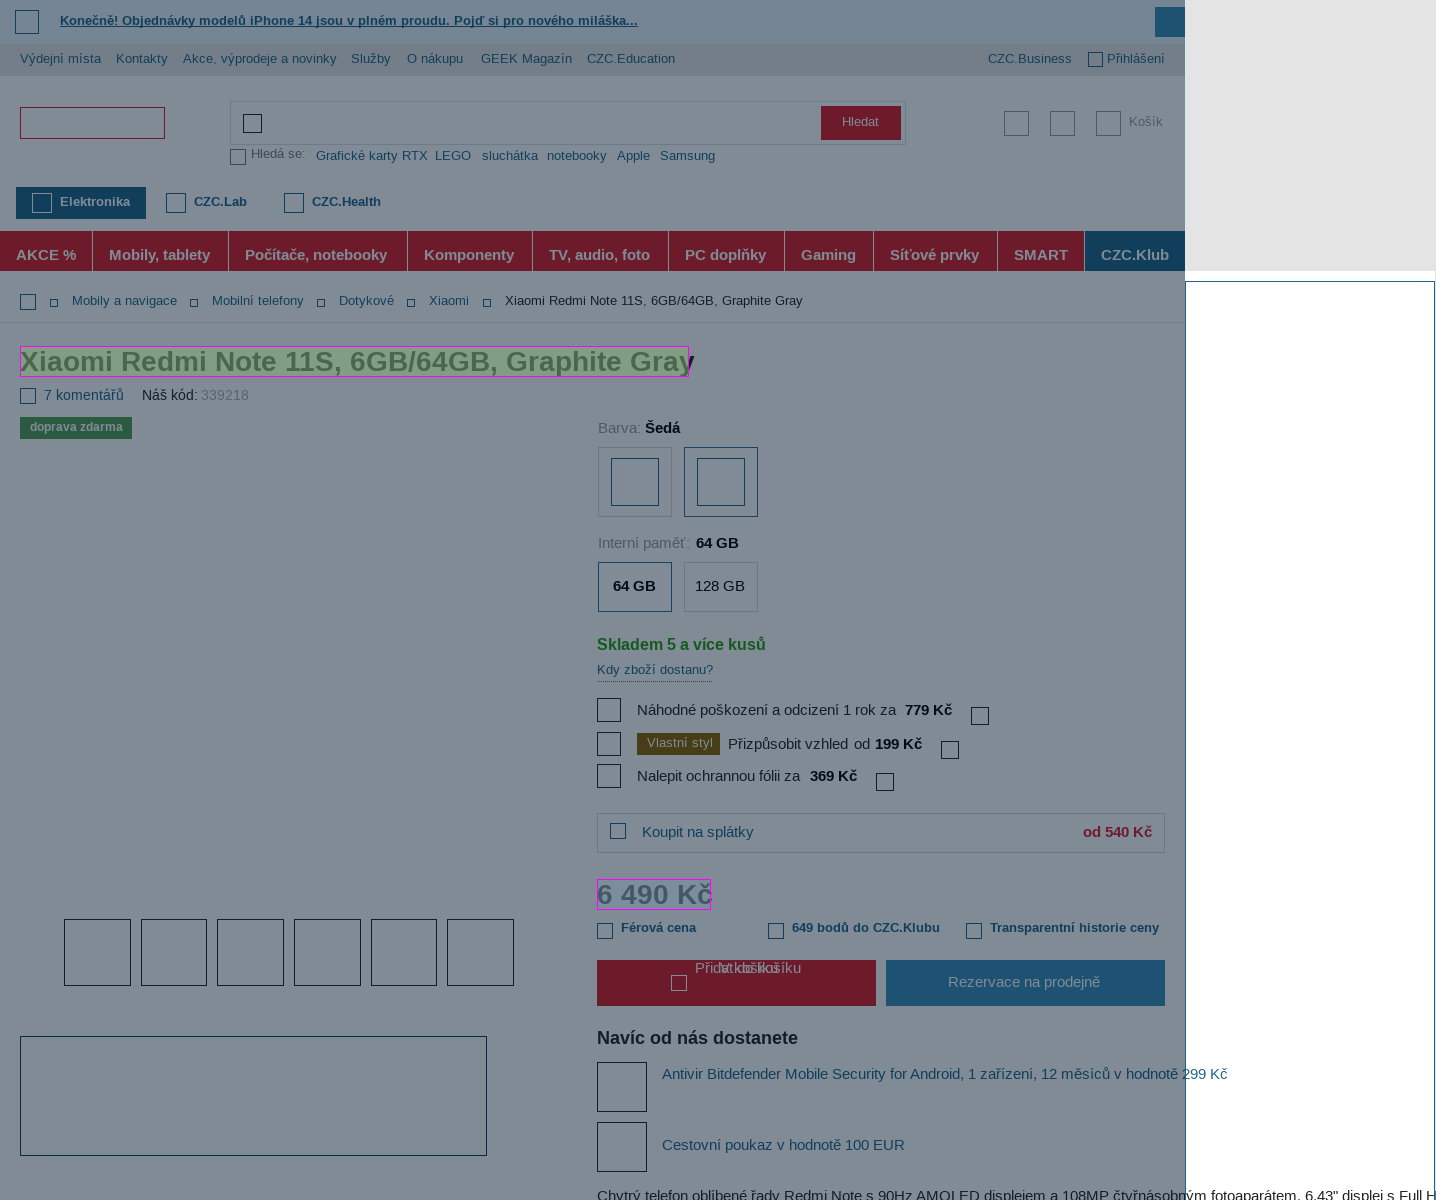 Konečně! Objednávky modelů iPhone 14 jsou v plném proudu. Pojď si pro nového miláška...
Výdejní místa Kontakty Akce, výprodeje a novinky Služby O nákupu GEEK Magazín CZC.Education CZC.Business Přihlášení
Hledat Košík
Hledá se: Grafické karty RTX LEGO sluchátka notebooky Apple Samsung
Elektronika CZC.Lab CZC.Health
AKCE % Mobily, tablety Počítače, notebooky Komponenty TV, audio, foto PC doplňky Gaming Síťové prvky SMART CZC.Klub
Mobily a navigace Mobilní telefony Dotykové Xiaomi Xiaomi Redmi Note 11S, 6GB/64GB, Graphite Gray
Xiaomi Redmi Note 11S, 6GB/64GB, Graphite Gray
7 komentářů Náš kód: 339218
doprava zdarma
Barva: Šedá
Interní paměť: 64 GB
64 GB 128 GB
Skladem 5 a více kusů
Kdy zboží dostanu?
Náhodné poškození a odcizení 1 rok za 779 Kč
Vlastní styl Přizpůsobit vzhled od 199 Kč
Nalepit ochrannou fólii za 369 Kč
Koupit na splátky od 540 Kč
6 490 Kč
Férová cena 649 bodů do CZC.Klubu Transparentní historie ceny
Přidat do košíku V košíku
Rezervace na prodejně
Navíc od nás dostanete
Antivir Bitdefender Mobile Security for Android, 1 zařízení, 12 měsíců v hodnotě 299 Kč
Cestovní poukaz v hodnotě 100 EUR
Chytrý telefon oblíbené řady Redmi Note s 90Hz AMOLED displejem a 108MP čtyřnásobným fotoaparátem. 6,43" displej s Full H